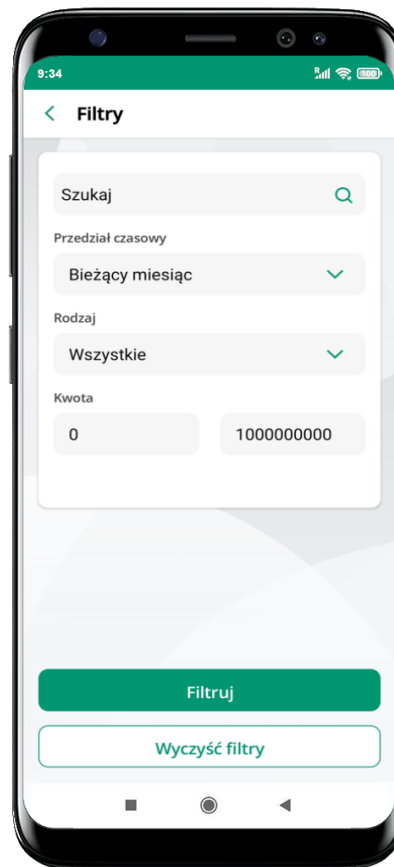 9:34
Filtry
Szukaj
Przedział czasowy
Bieżący miesiąc
Rodzaj
Wszystkie
Kwota
0 1000000000
Filtruj
Wyczyść filtry